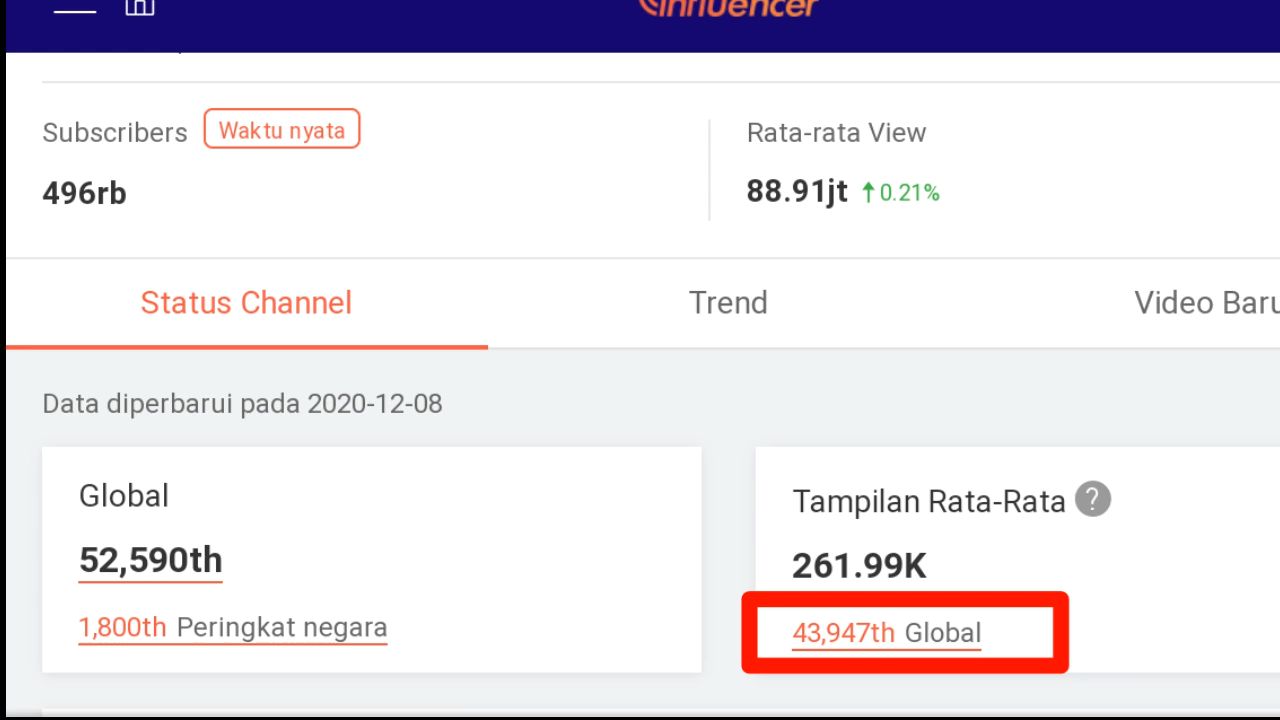 influencer
Subscribers Waktu nyata
496rb
Rata-rata View
88.91jt 0.21%
Status Channel Trend Video Baru
Data diperbarui pada 2020-12-08
Global
52,590th
1,800th Peringkat negara
Tampilan Rata-Rata ?
261.99K
43,947th Global